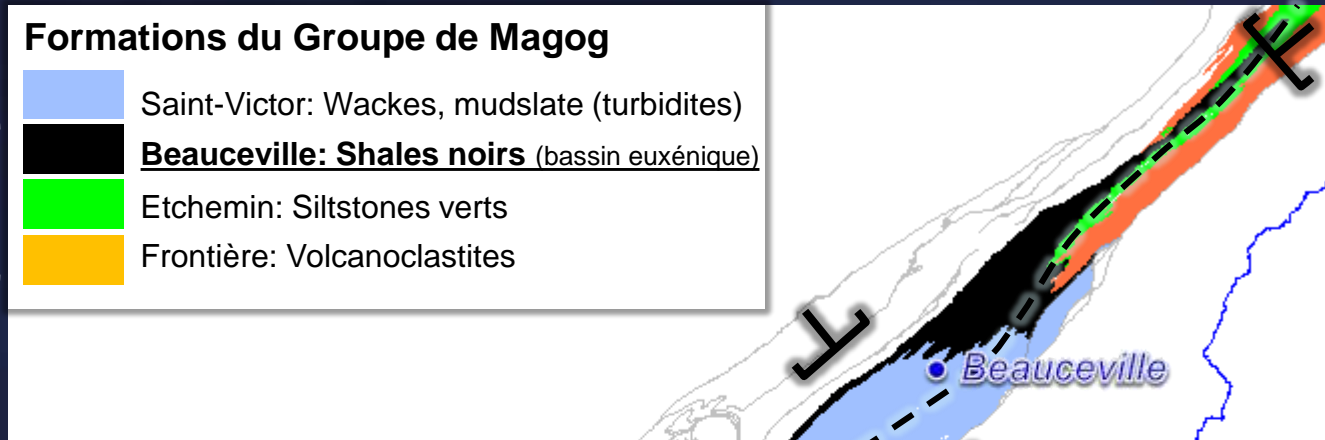 Formations du Groupe de Magog
Saint-Victor: Wackes, mudslate (turbidites)
Beauceville: Shales noirs (bassin euxénique)
Etchemin: Siltstones verts
Frontière: Volcanoclastites
Beauceville